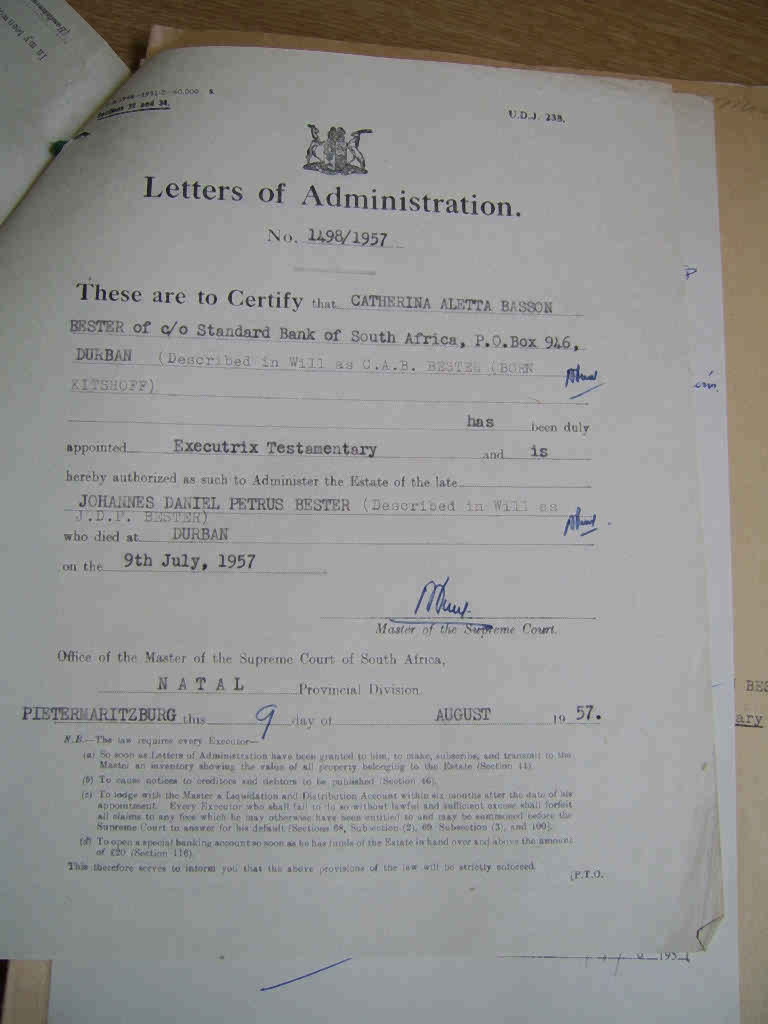 1951-2-40,000 S
Sections 32 and 34.
U.D.J. 238.
Letters of Administration.
No. 1498/1957
These are to Certify that CATHERINA ALETTA BASSON
BESTER of c/o Standard Bank of South Africa, P.O.Box 946,
DURBAN (Described in Will as C.A.B. BESTER (BORN
KITSHOFF)
has been duly
appointed Executrix Testamentary and is
hereby authorized as such to Administer the Estate of the late
JOHANNES DANIEL PETRUS BESTER (Described in Will as
J.D.P. BESTER)
who died at DURBAN
on the 9th July, 1957
Master of the Supreme Court.
Office of the Master of the Supreme Court of South Africa,
NATAL Provincial Division.
PIETERMARITZBURG this 9 day of AUGUST 1957.
N.B.—The law requires every Executor—
(a) So soon as Letters of Administration have been granted to him, to make, subscribe, and transmit to the
Master an inventory showing the value of all property belonging to the Estate (Section 41).
(b) To cause notices to creditors and debtors to be published (Section 46).
(c) To lodge with the Master a Liquidation and Distribution Account within six months after the date of his
appointment. Every Executor who shall fail to do so without lawful and sufficient excuse shall forfeit
all claims to any fees which he may otherwise have been entitled to and may be summoned before the
Supreme Court to answer for his default [Sections 68, Subsection (2), 69 Subsection (3), and 109].
(d) To open a special banking account so soon as he has funds of the Estate in hand over and above the amount
of £20 (Section 116).
This therefore serves to inform you that the above provisions of the law will be strictly enforced.
[P.T.O.
BES
ary